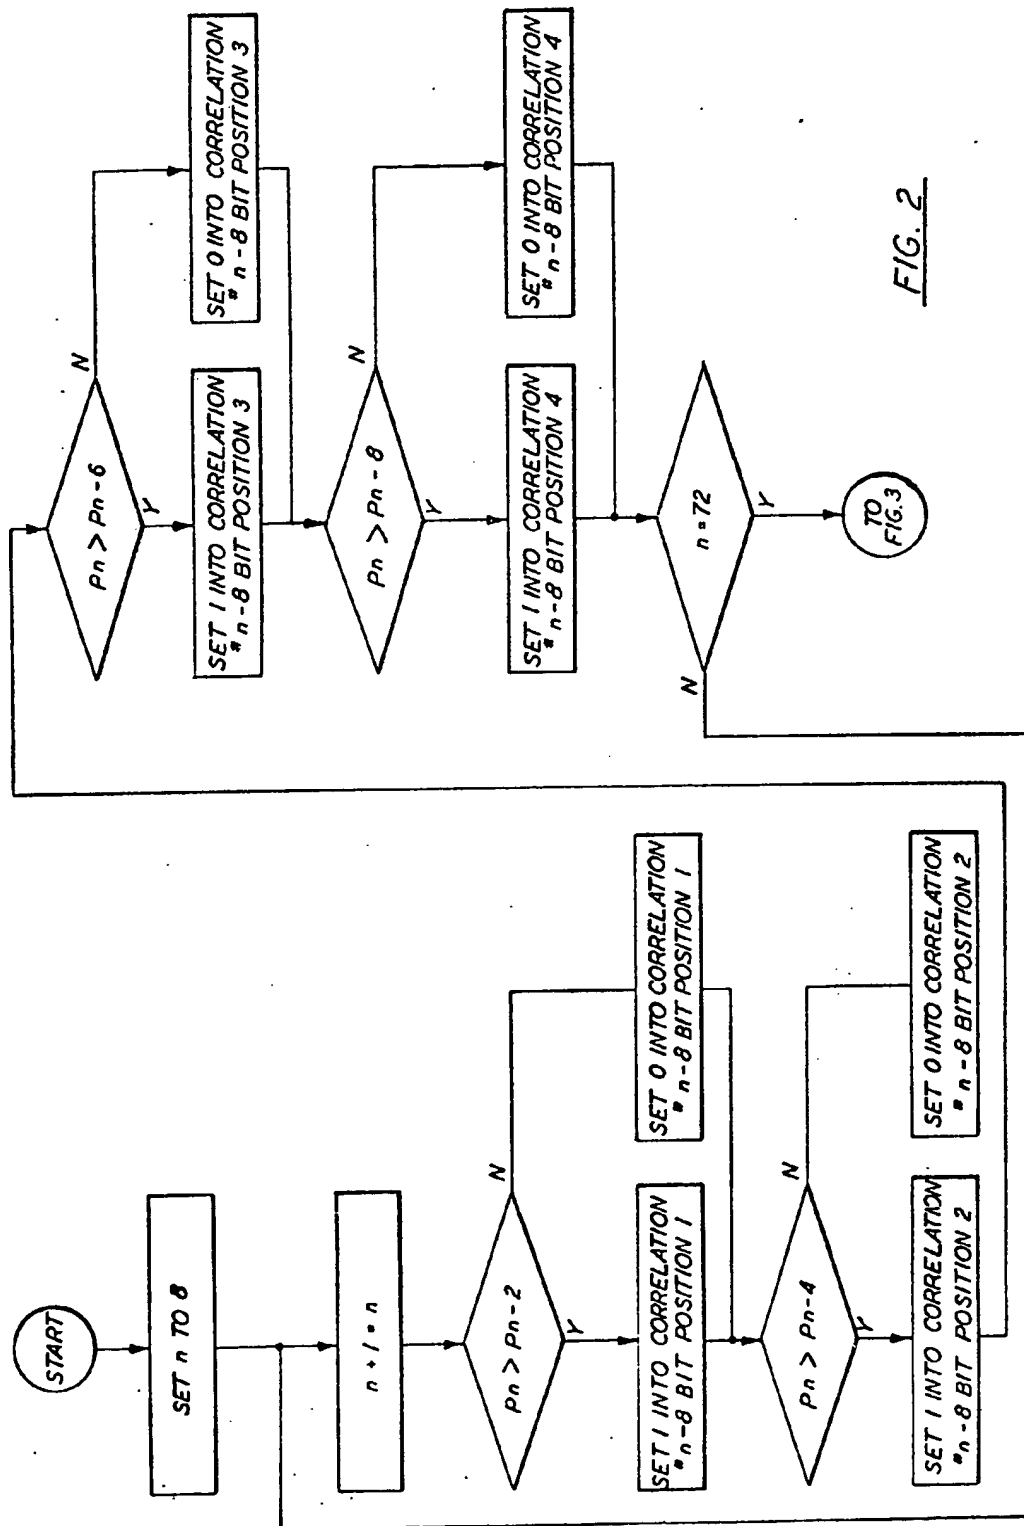 START
SET n TO 8
n + 1 = n
Pn > Pn-2
N
Y
SET 1 INTO CORRELATION
# n-8 BIT POSITION 1
SET 0 INTO CORRELATION
# n-8 BIT POSITION 1
Pn > Pn-4
N
Y
SET 1 INTO CORRELATION
# n-8 BIT POSITION 2
SET 0 INTO CORRELATION
# n-8 BIT POSITION 2
Pn > Pn-6
N
Y
SET 1 INTO CORRELATION
# n-8 BIT POSITION 3
SET 0 INTO CORRELATION
# n-8 BIT POSITION 3
Pn > Pn-8
N
Y
SET 1 INTO CORRELATION
# n-8 BIT POSITION 4
SET 0 INTO CORRELATION
# n-8 BIT POSITION 4
n = 72
N
Y
TO
FIG.3
FIG. 2